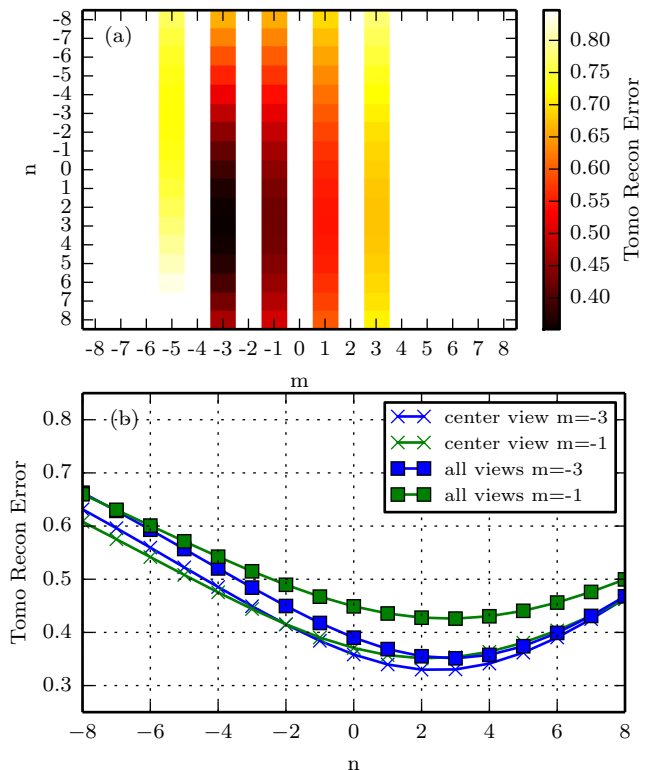 (a)
-8
-7
-6
-5
-4
-3
-2
-1
0
1
2
3
4
5
6
7
8
n
-8 -7 -6 -5 -4 -3 -2 -1 0 1 2 3 4 5 6 7 8
m
0.80
0.75
0.70
0.65
0.60
0.55
0.50
0.45
0.40
Tomo Recon Error
(b)
0.8
0.7
0.6
0.5
0.4
0.3
Tomo Recon Error
center view m=-3
center view m=-1
all views m=-3
all views m=-1
−8 −6 −4 −2 0 2 4 6 8
n